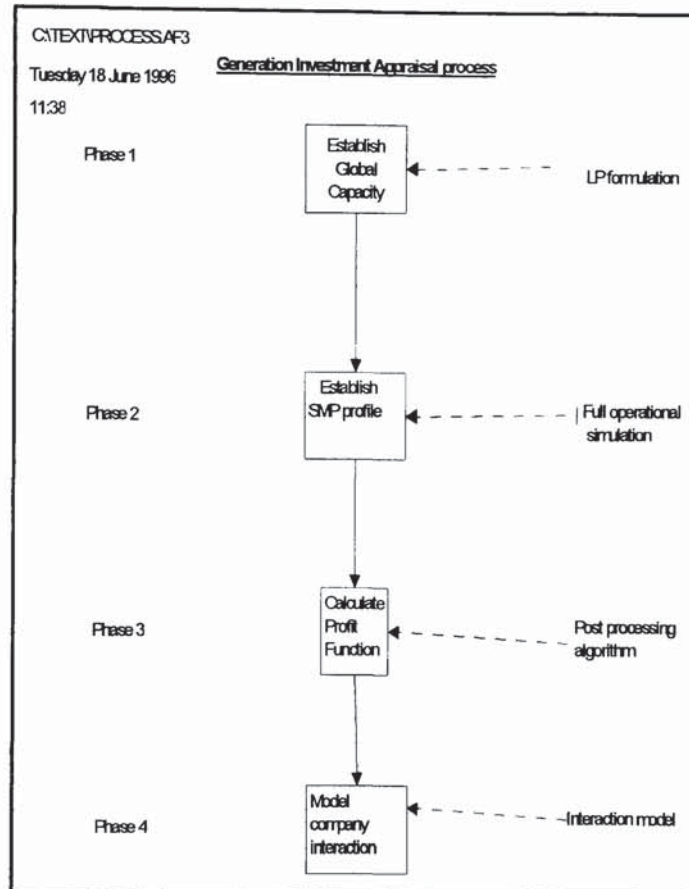 C:\TEXT\PROCESS.AF3
Generation Investment Appraisal process
Tuesday 18 June 1996
11:38
Phase 1
Establish
Global
Capacity
LP formulation
Phase 2
Establish
SMP profile
Full operational
simulation
Phase 3
Calculate
Profit
Function
Post processing
algorithm
Phase 4
Model
company
interaction
Interaction model